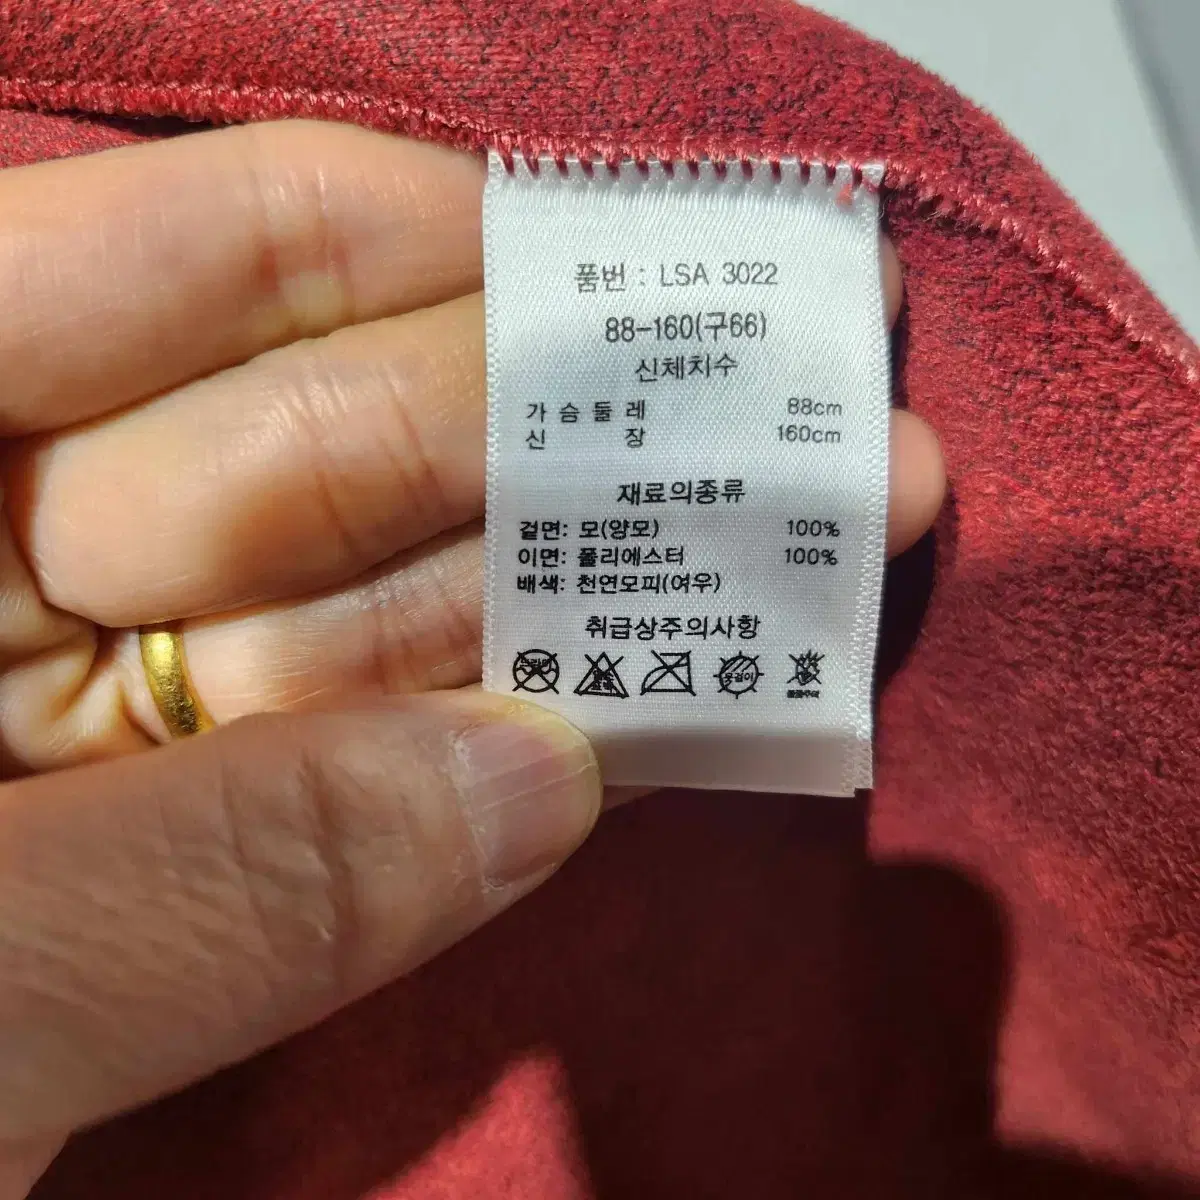 품번 : LSA 3022
88-160(구66)
신체치수
가슴둘레 88cm
신장 160cm
재료의종류
겉면: 모(양모) 100%
이면: 폴리에스터 100%
배색: 천연모피(여우)
취급상주의사항